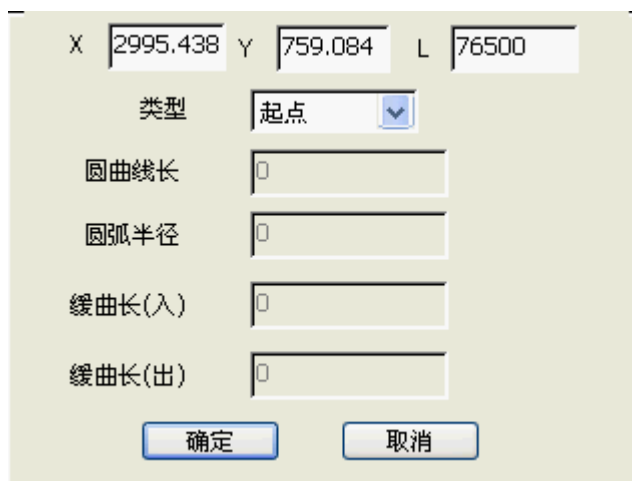 X 2995.438 Y 759.084 L 76500
类型 起点
圆曲线长 0
圆弧半径 0
缓曲长(入) 0
缓曲长(出) 0
确定 取消